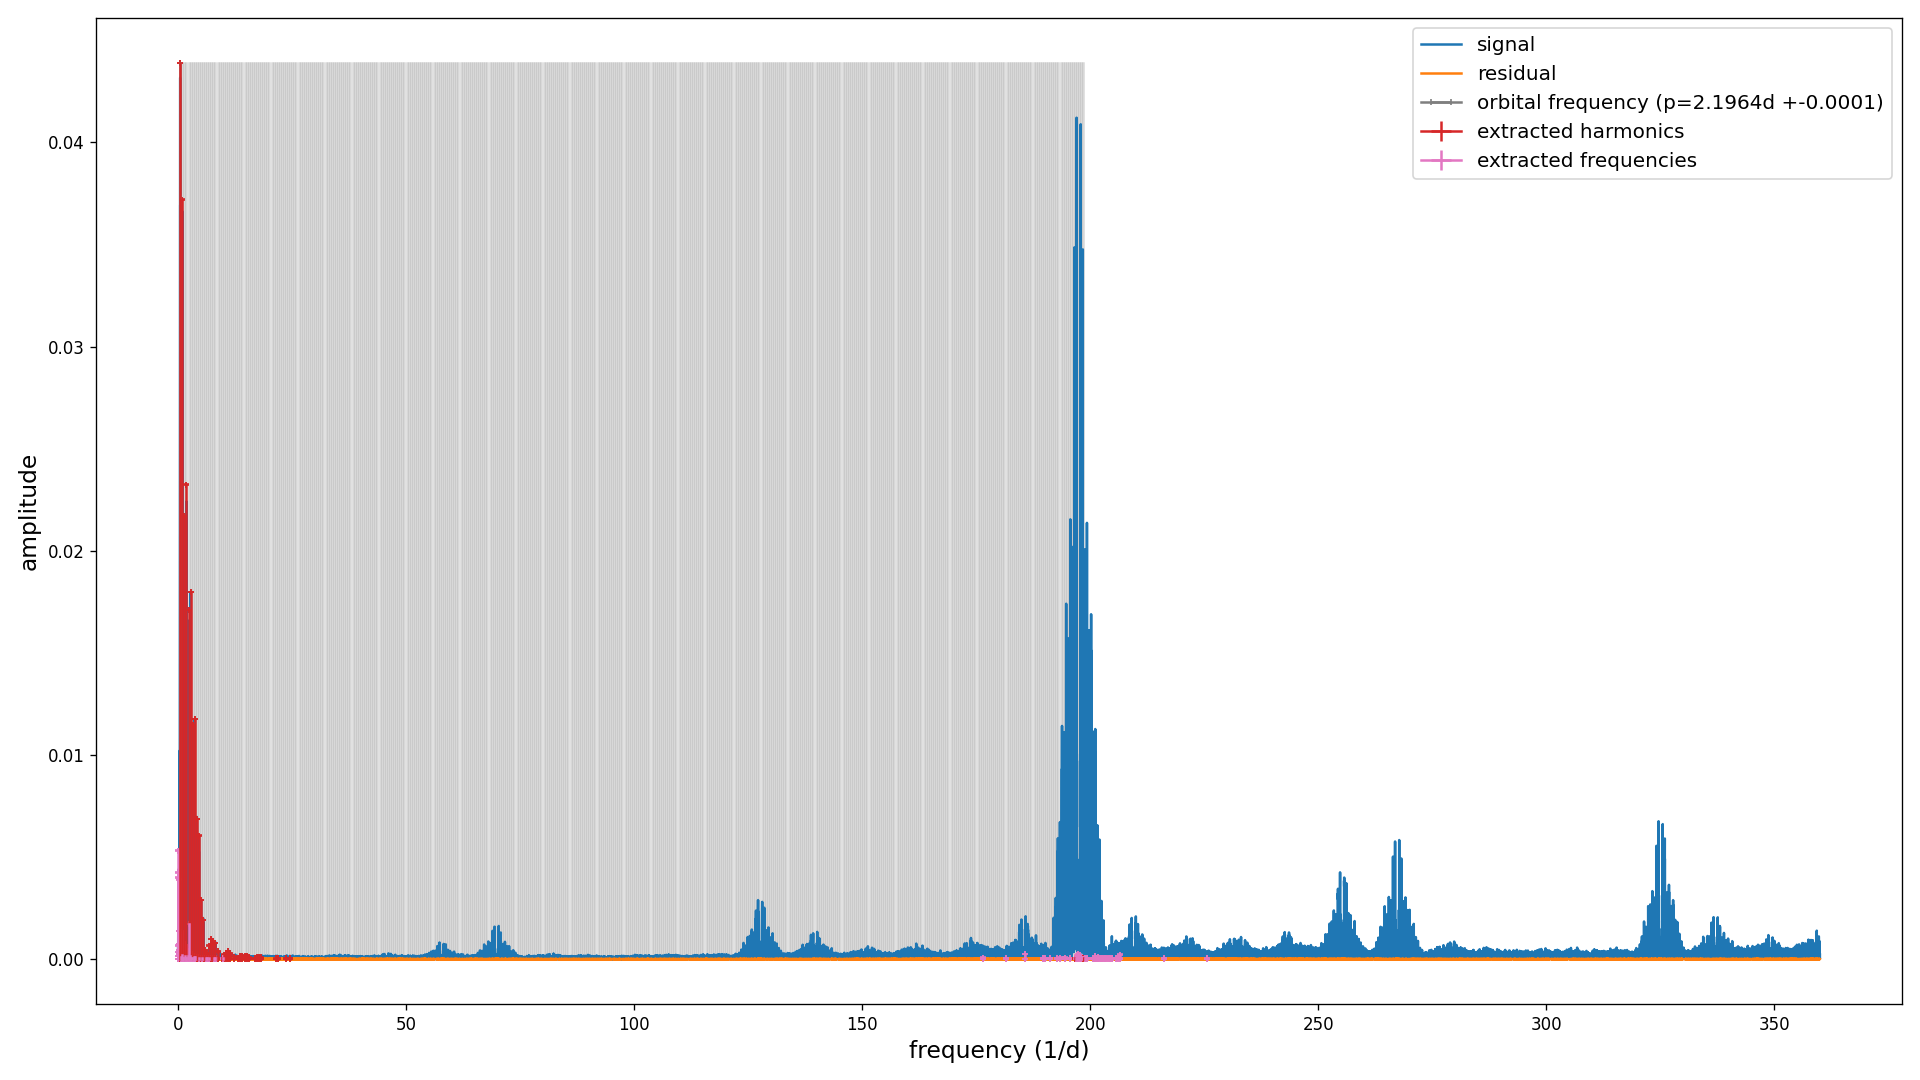 signal
residual
orbital frequency (p=2.1964d +-0.0001)
extracted harmonics
extracted frequencies
amplitude
0.04
0.03
0.02
0.01
0.00
0 50 100 150 200 250 300 350
frequency (1/d)